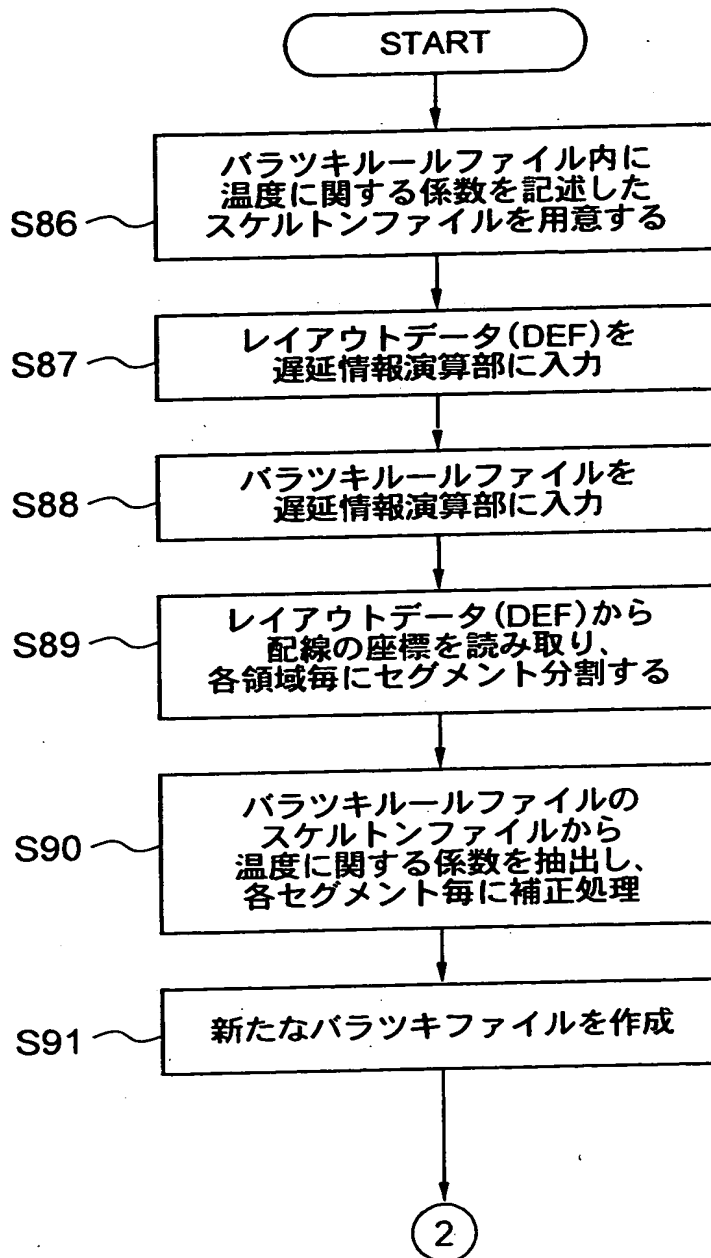 START
S86
バラツキルールファイル内に
温度に関する係数を記述した
スケルトンファイルを用意する
S87
レイアウトデータ(DEF)を
遅延情報演算部に入力
S88
バラツキルールファイルを
遅延情報演算部に入力
S89
レイアウトデータ(DEF)から
配線の座標を読み取り、
各領域毎にセグメント分割する
S90
バラツキルールファイルの
スケルトンファイルから
温度に関する係数を抽出し、
各セグメント毎に補正処理
S91
新たなバラツキファイルを作成
2